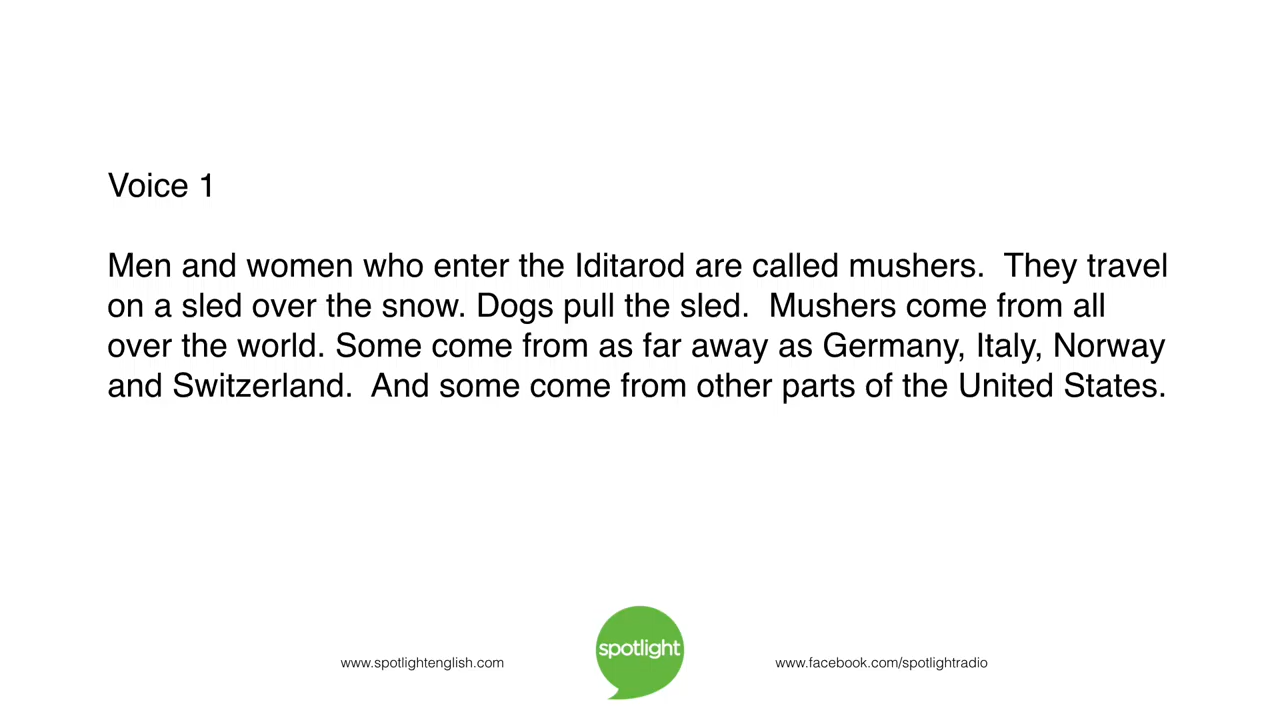 Voice 1
Men and women who enter the Iditarod are called mushers.  They travel
on a sled over the snow. Dogs pull the sled.  Mushers come from all
over the world. Some come from as far away as Germany, Italy, Norway
and Switzerland.  And some come from other parts of the United States.
www.spotlightenglish.com
spotlight
www.facebook.com/spotlightradio